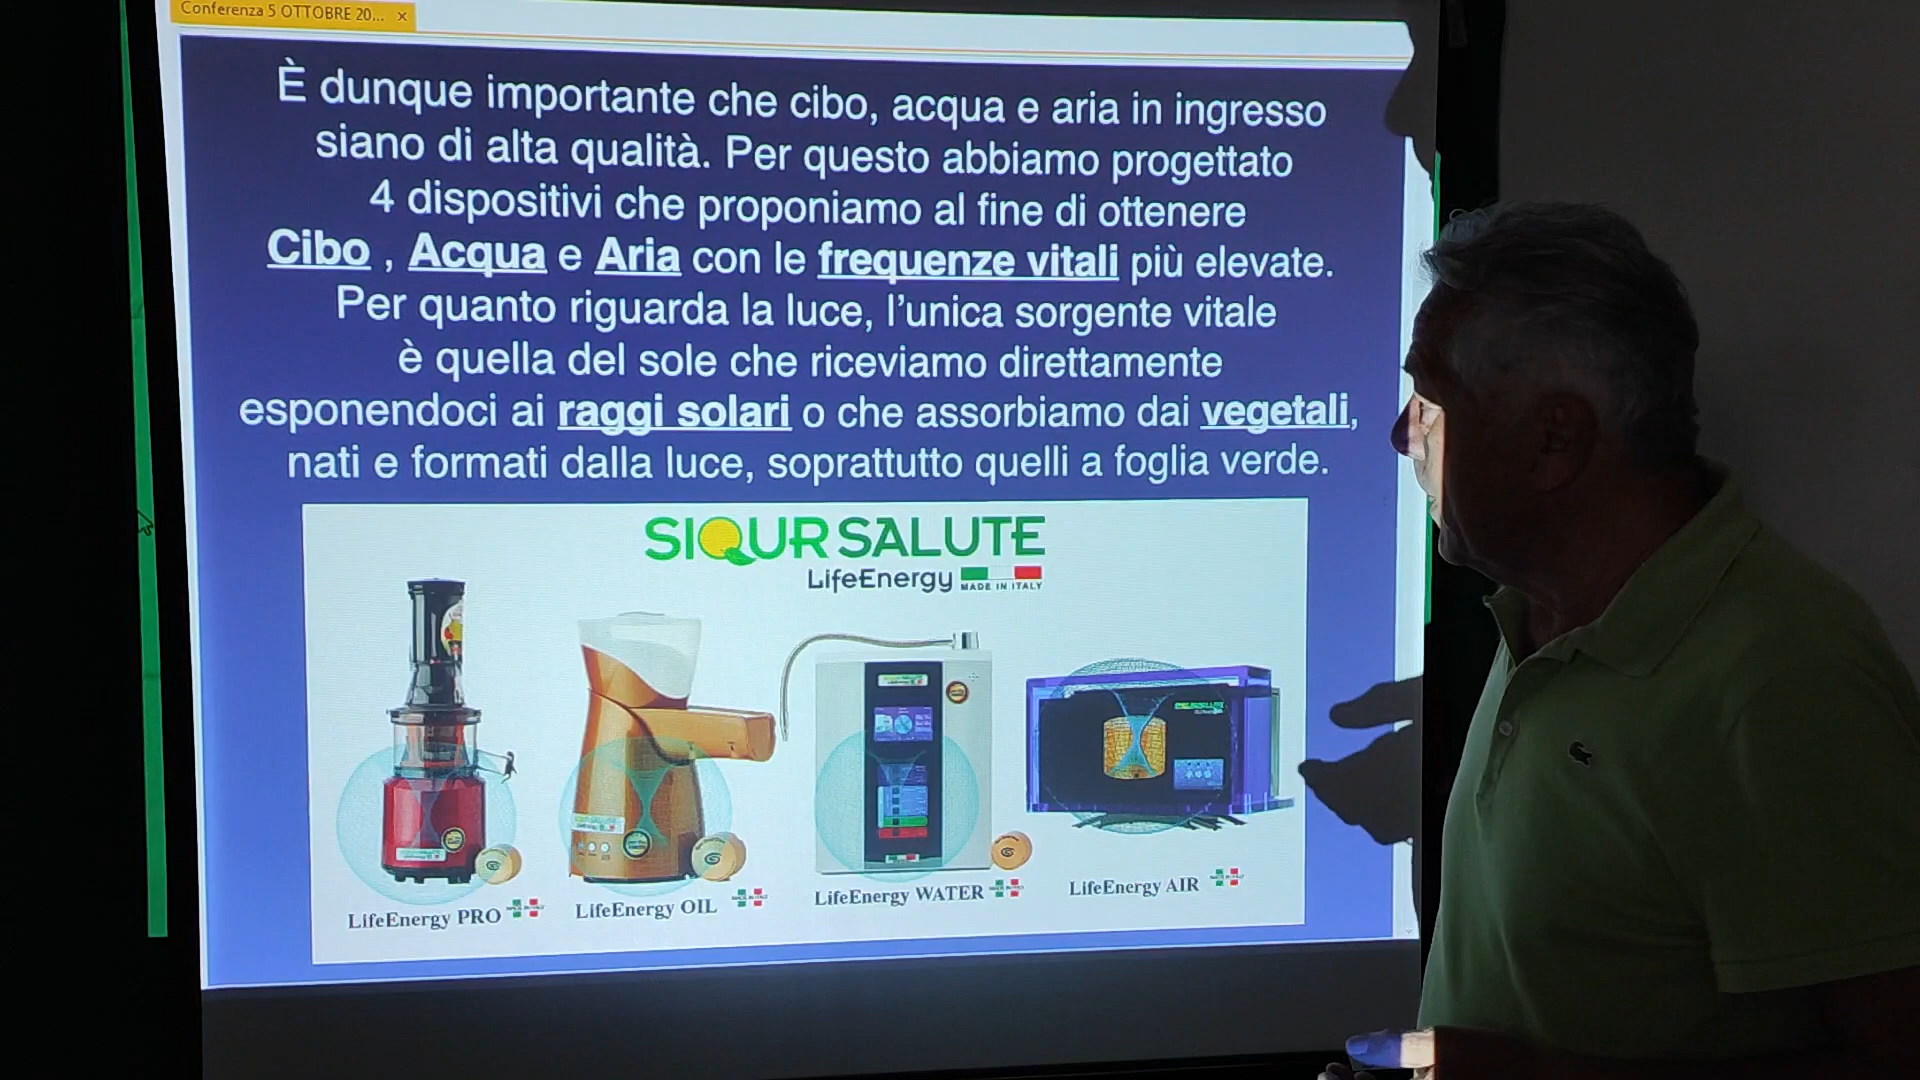 Conferenza 5 OTTOBRE 20... ×
È dunque importante che cibo, acqua e aria in ingresso
siano di alta qualità. Per questo abbiamo progettato
4 dispositivi che proponiamo al fine di ottenere
Cibo , Acqua e Aria con le frequenze vitali più elevate.
Per quanto riguarda la luce, l’unica sorgente vitale
è quella del sole che riceviamo direttamente
esponendoci ai raggi solari o che assorbiamo dai vegetali,
nati e formati dalla luce, soprattutto quelli a foglia verde.
SIQUR SALUTE
LifeEnergy MADE IN ITALY
LifeEnergy PRO
LifeEnergy OIL
LifeEnergy WATER
LifeEnergy AIR